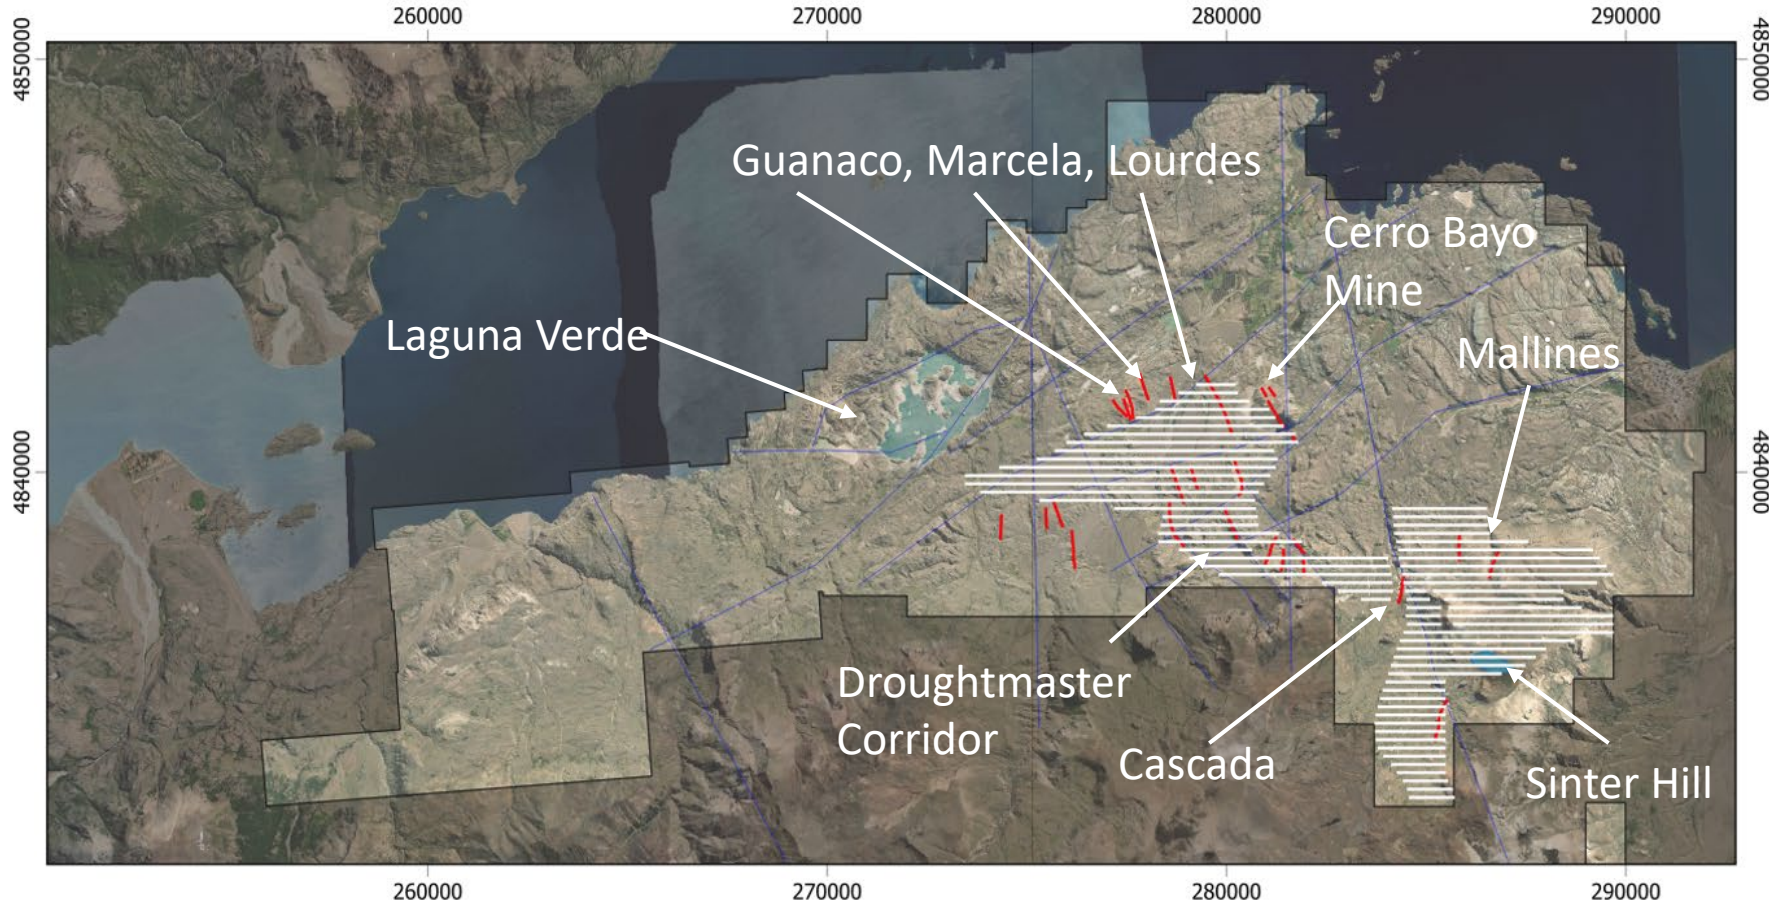 260000
270000
280000
290000
4850000
4850000
Guanaco, Marcela, Lourdes
Cerro Bayo
Mine
Laguna Verde
Mallines
4840000
4840000
Droughtmaster
Corridor
Cascada
Sinter Hill
260000
270000
280000
290000